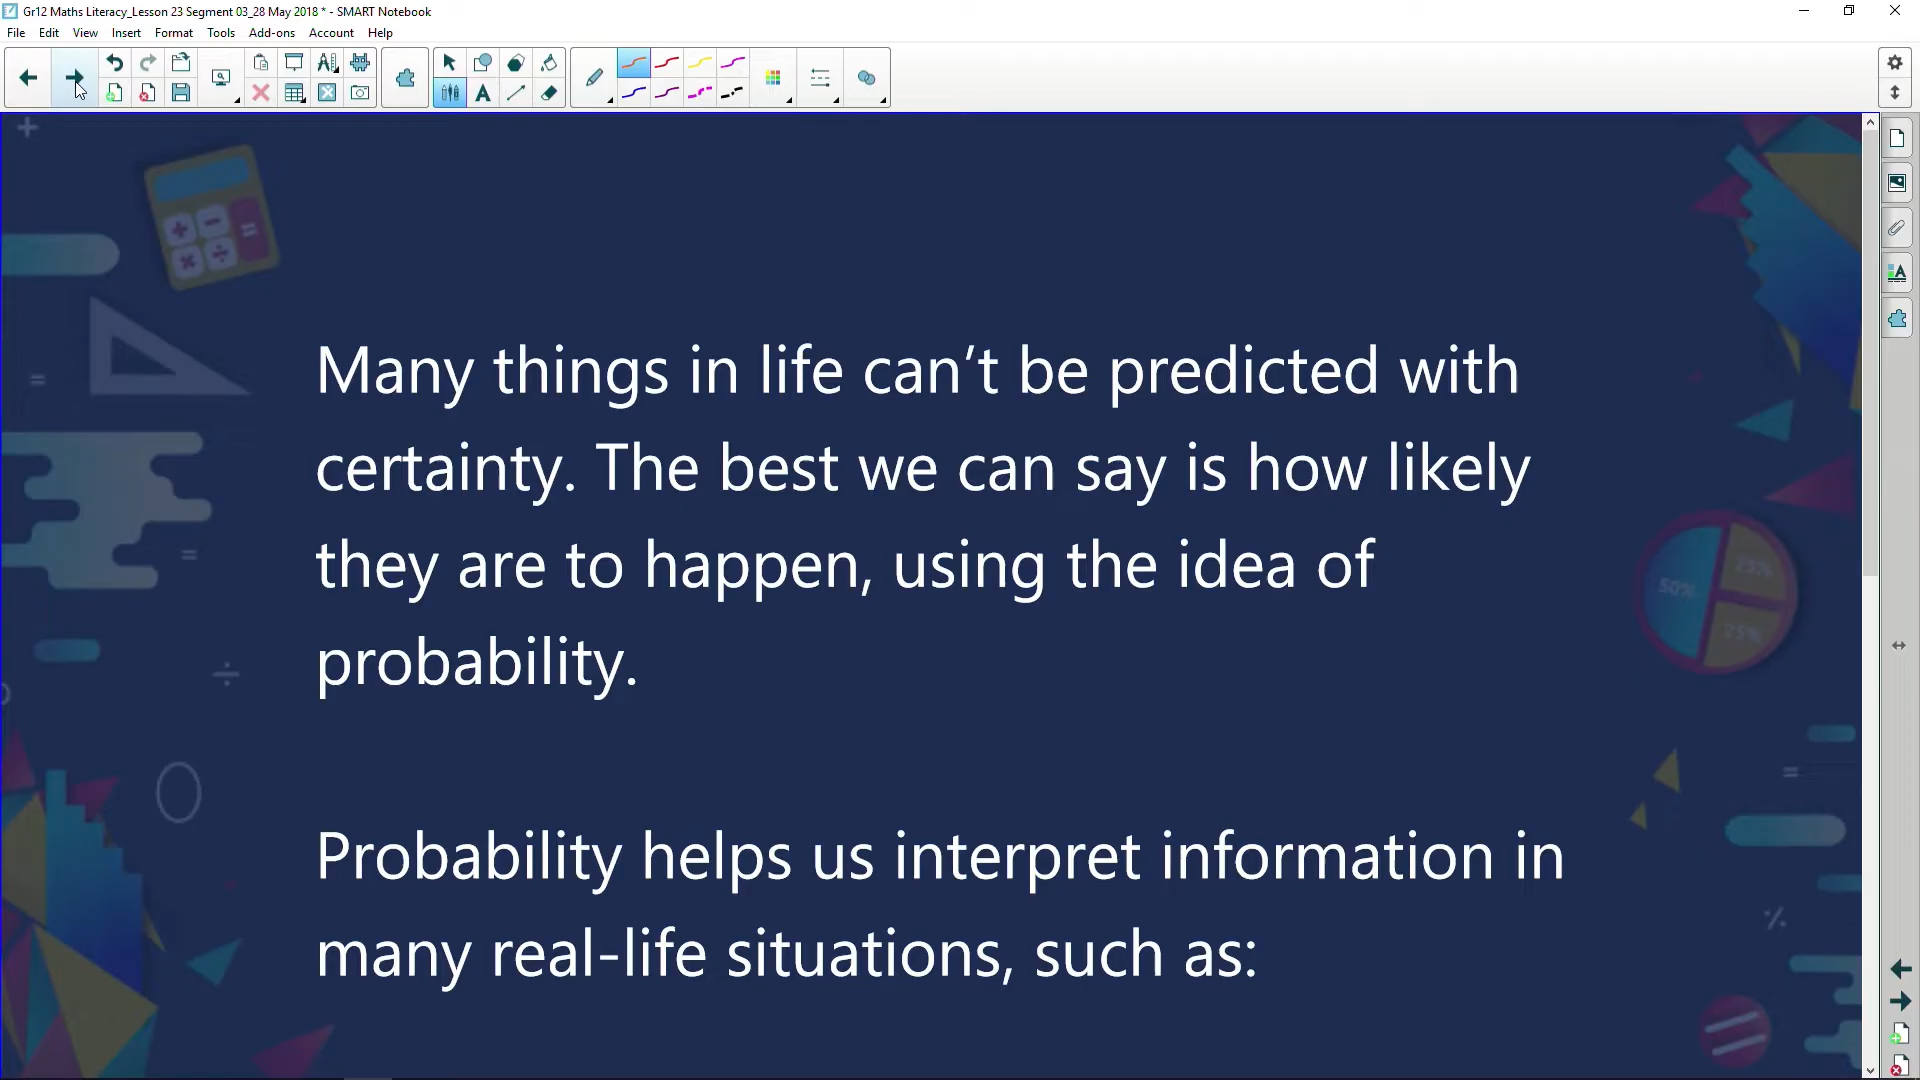 Gr12 Maths Literacy_Lesson 23 Segment 03_28 May 2018 * - SMART Notebook
File Edit View Insert Format Tools Add-ons Account Help
Many things in life can’t be predicted with
certainty. The best we can say is how likely
they are to happen, using the idea of
probability.
50%
25%
25%
Probability helps us interpret information in
many real-life situations, such as: